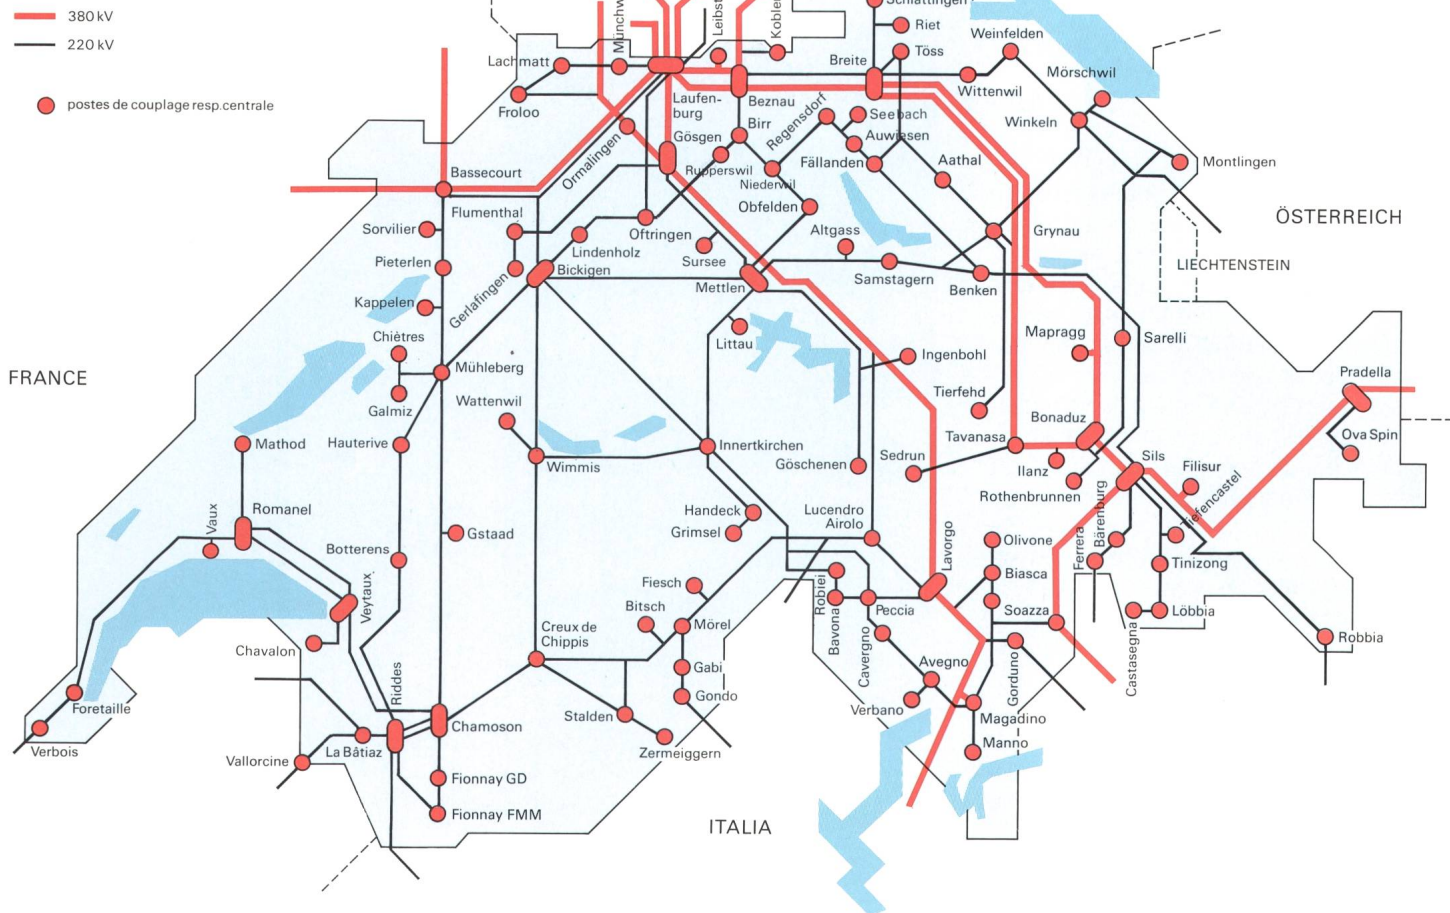 Schlattingen
380 kV
Riet
Weinfelden
220 kV
Töss
Breite
Lachmatt
Mörschwil
Wittenwil
postes de couplage resp. centrale
Froloo
Laufen-
burg
Beznau
Regensdorf
Seebach
Winkeln
Birr
Gösgen
Auwiesen
Ormalingen
Rupperswil
Fällanden
Aathal
Montlingen
Bassecourt
Niederwil
Flumenthal
Obfelden
ÖSTERREICH
Sorvilier
Oftringen
Altgass
Grynau
Lindenholz
Sursee
Pieterlen
Bickigen
LIECHTENSTEIN
Gerlafingen
Mettlen
Samstagern
Benken
Kappelen
Chiètres
Littau
Mapragg
Sarelli
Ingenbohl
FRANCE
Mühleberg
Pradella
Galmiz
Wattenwil
Tierfehd
Bonaduz
Mathod
Hauterive
Innertkirchen
Tavanasa
Ova Spin
Wimmis
Göschenen
Sedrun
Ilanz
Sils
Filisur
Rothenbrunnen
Tiefencastel
Vaux
Romanel
Handeck
Lucendro
Airolo
Bärenburg
Gstaad
Grimsel
Ferrera
Botterens
Olivone
Lavorgo
Tinizong
Veytaux
Fiesch
Robiei
Biasca
Bitsch
Bavona
Peccia
Soazza
Löbbia
Chavalon
Creux de
Chippis
Mörel
Robbia
Cavergno
Castasegna
Gabi
Avegno
Gorduno
Riddes
Gondo
Foretaille
Verbano
Stalden
Magadino
Chamoson
Verbois
La Bâtiaz
Zermeiggern
Manno
Vallorcine
Fionnay GD
Fionnay FMM
ITALIA